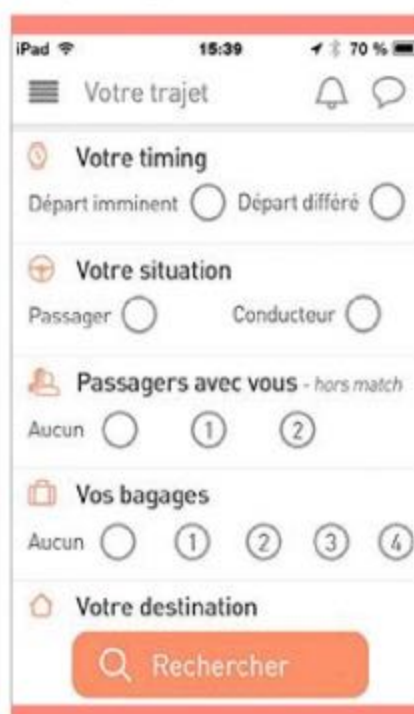 iPad 15:39 70 %
Votre trajet
Votre timing
Départ imminent Départ différé
Votre situation
Passager Conducteur
Passagers avec vous - hors match
Aucun 1 2
Vos bagages
Aucun 1 2 3 4
Votre destination
Rechercher